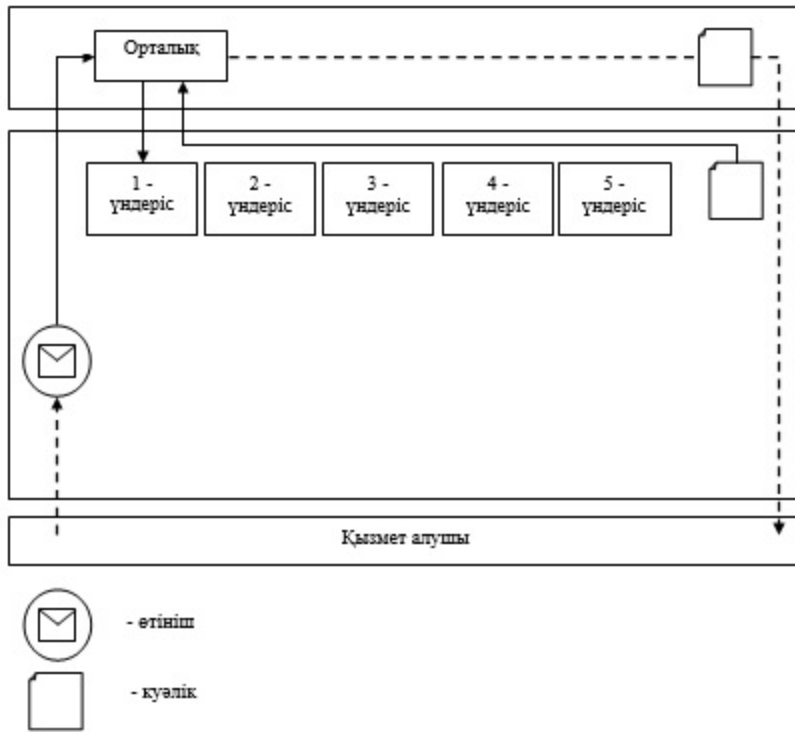 Орталық
1 -
үндеріс
2 -
үндеріс
3 -
үндеріс
4 -
үндеріс
5 -
үндеріс
Қызмет алушы
- өтініш
- куәлік